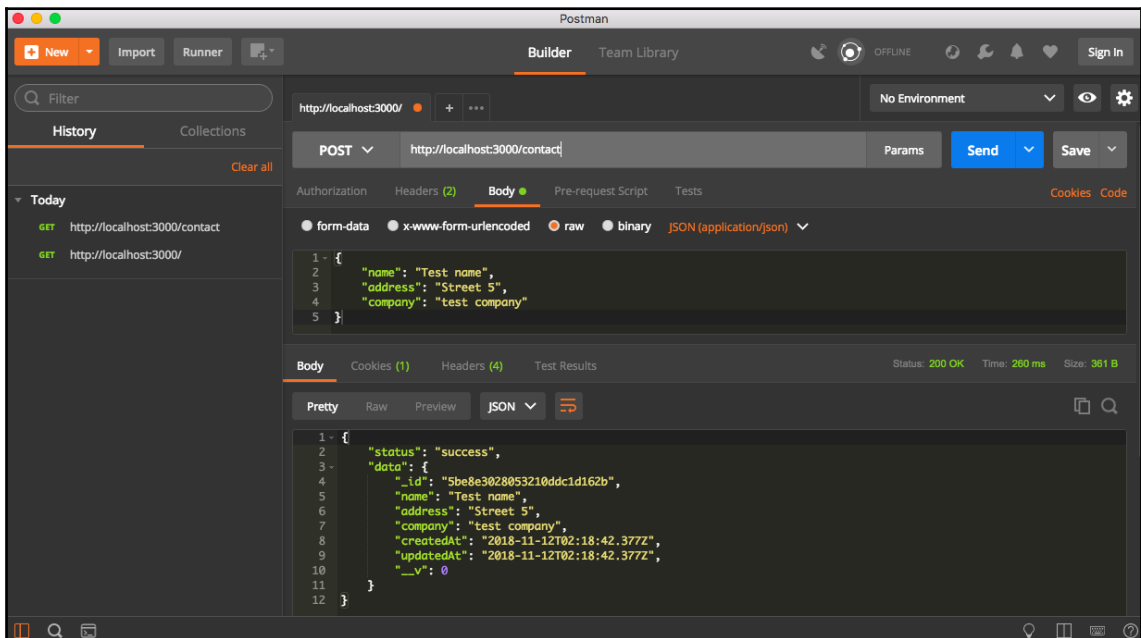 Postman
New Import Runner Builder Team Library OFFLINE Sign In
Filter
History Collections
Clear all
Today
GET http://localhost:3000/contact
GET http://localhost:3000/
http://localhost:3000/ + ••• No Environment
POST http://localhost:3000/contact Params Send Save
Authorization Headers (2) Body Pre-request Script Tests Cookies Code
form-data x-www-form-urlencoded raw binary JSON (application/json)
1 {
2 "name": "Test name",
3 "address": "Street 5",
4 "company": "test company"
5 }
Body Cookies (1) Headers (4) Test Results Status: 200 OK Time: 260 ms Size: 361 B
Pretty Raw Preview JSON
1 {
2 "status": "success",
3 "data": {
4 "_id": "5be8e3028053210ddc1d162b",
5 "name": "Test name",
6 "address": "Street 5",
7 "company": "test company",
8 "createdAt": "2018-11-12T02:18:42.377Z",
9 "updatedAt": "2018-11-12T02:18:42.377Z",
10 "__v": 0
11 }
12 }